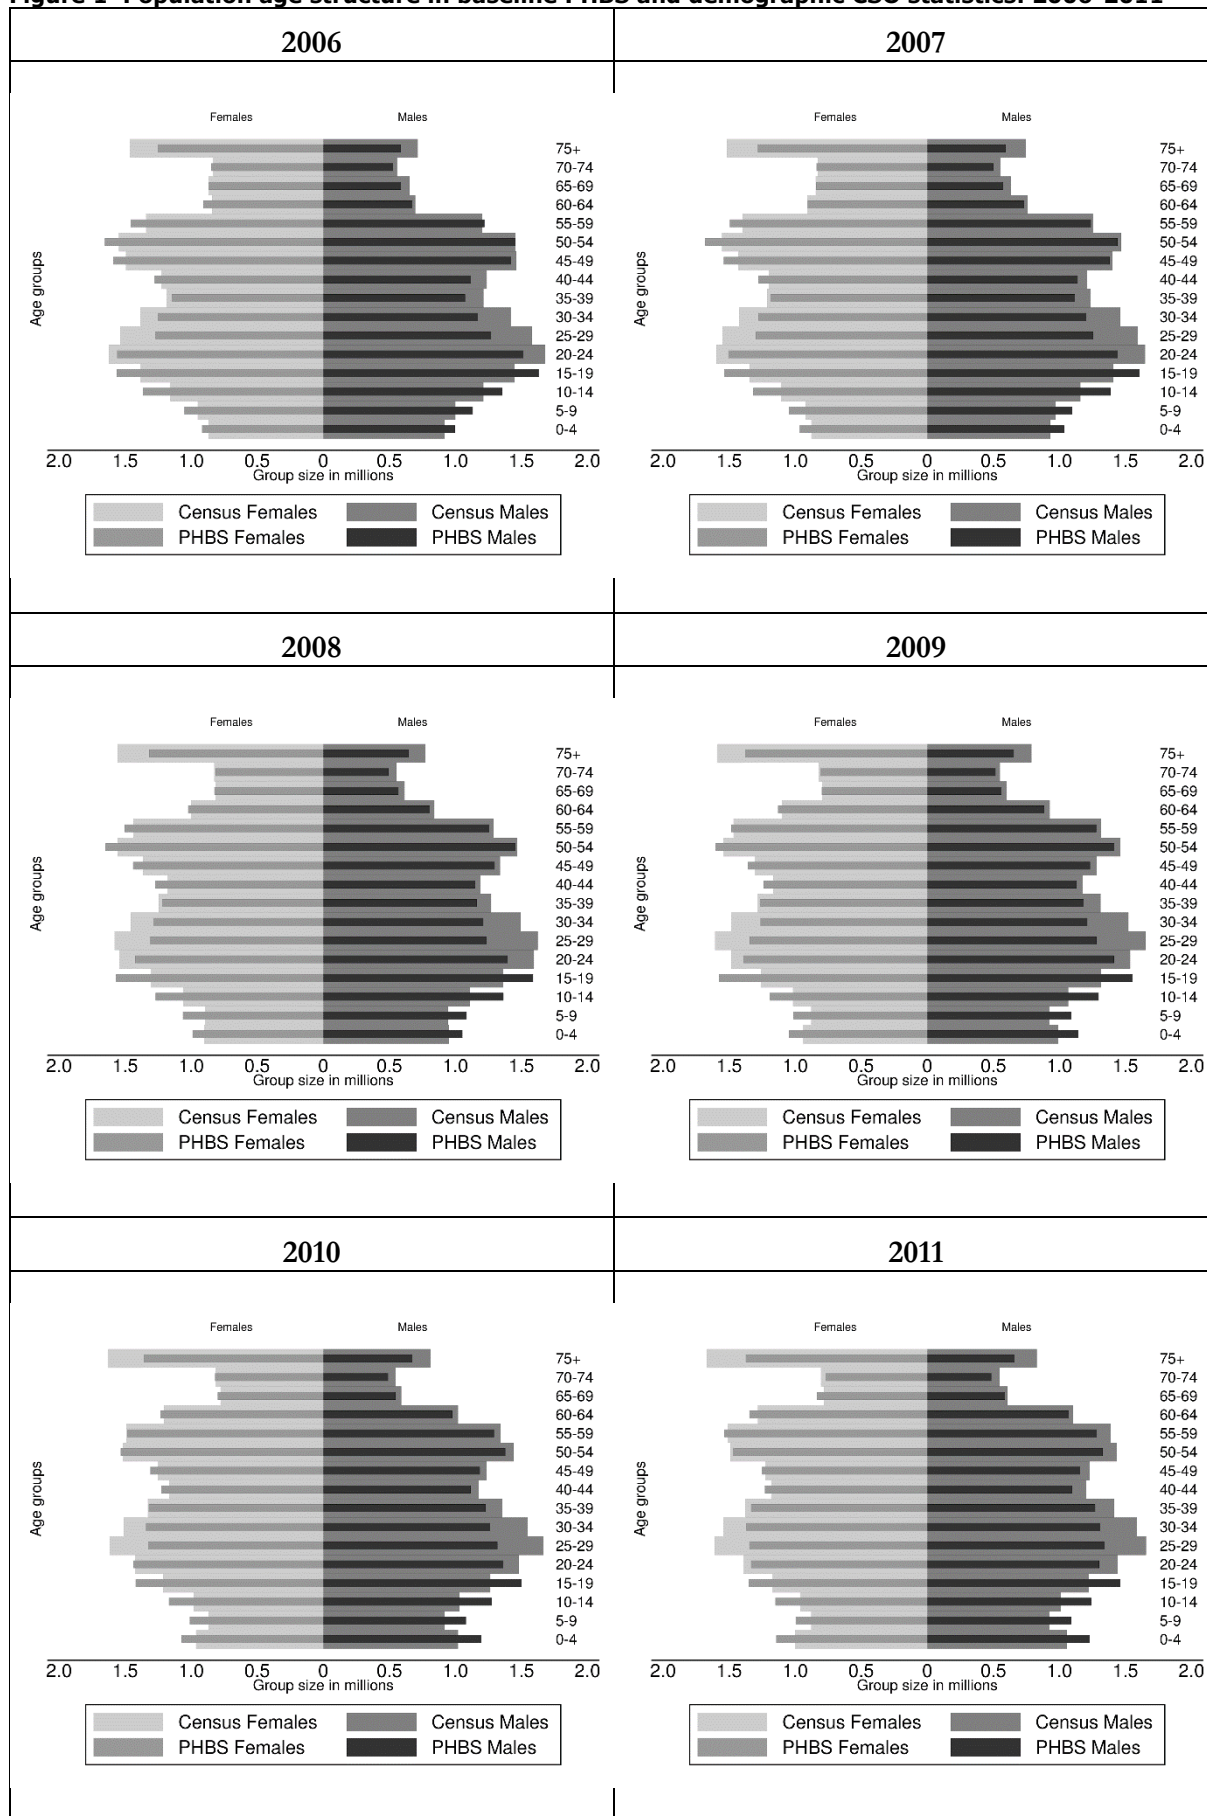 Figure 1 Population age structure in baseline PHBS and demographic CSO statistics: 2006–2011
2006
2007
Females Males
75+
70-74
65-69
60-64
55-59
50-54
45-49
40-44
35-39
30-34
25-29
20-24
15-19
10-14
5-9
0-4
Age groups
2.0 1.5 1.0 0.5 0 0.5 1.0 1.5 2.0
Group size in millions
Census Females Census Males
PHBS Females PHBS Males
Females Males
75+
70-74
65-69
60-64
55-59
50-54
45-49
40-44
35-39
30-34
25-29
20-24
15-19
10-14
5-9
0-4
Age groups
2.0 1.5 1.0 0.5 0 0.5 1.0 1.5 2.0
Group size in millions
Census Females Census Males
PHBS Females PHBS Males
2008
2009
Females Males
75+
70-74
65-69
60-64
55-59
50-54
45-49
40-44
35-39
30-34
25-29
20-24
15-19
10-14
5-9
0-4
Age groups
2.0 1.5 1.0 0.5 0 0.5 1.0 1.5 2.0
Group size in millions
Census Females Census Males
PHBS Females PHBS Males
Females Males
75+
70-74
65-69
60-64
55-59
50-54
45-49
40-44
35-39
30-34
25-29
20-24
15-19
10-14
5-9
0-4
Age groups
2.0 1.5 1.0 0.5 0 0.5 1.0 1.5 2.0
Group size in millions
Census Females Census Males
PHBS Females PHBS Males
2010
2011
Females Males
75+
70-74
65-69
60-64
55-59
50-54
45-49
40-44
35-39
30-34
25-29
20-24
15-19
10-14
5-9
0-4
Age groups
2.0 1.5 1.0 0.5 0 0.5 1.0 1.5 2.0
Group size in millions
Census Females Census Males
PHBS Females PHBS Males
Females Males
75+
70-74
65-69
60-64
55-59
50-54
45-49
40-44
35-39
30-34
25-29
20-24
15-19
10-14
5-9
0-4
Age groups
2.0 1.5 1.0 0.5 0 0.5 1.0 1.5 2.0
Group size in millions
Census Females Census Males
PHBS Females PHBS Males